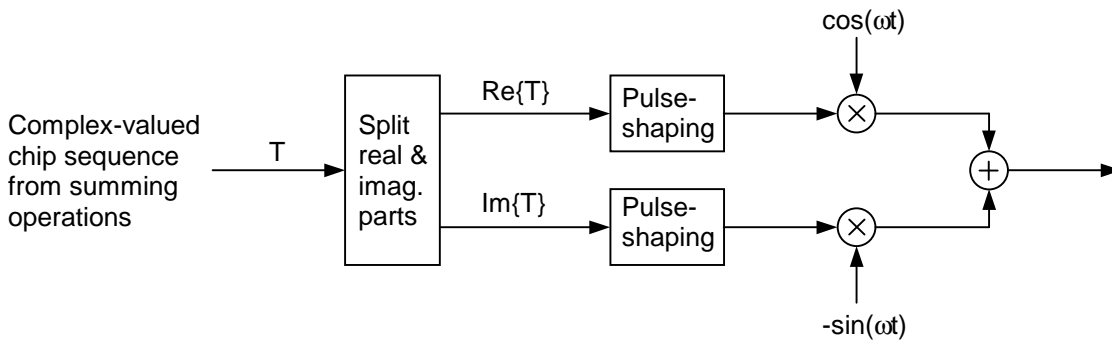 cos(ωt)
Complex-valued
chip sequence
from summing
operations
T
Split
real &
imag.
parts
Re{T}
Pulse-
shaping
Im{T}
Pulse-
shaping
-sin(ωt)